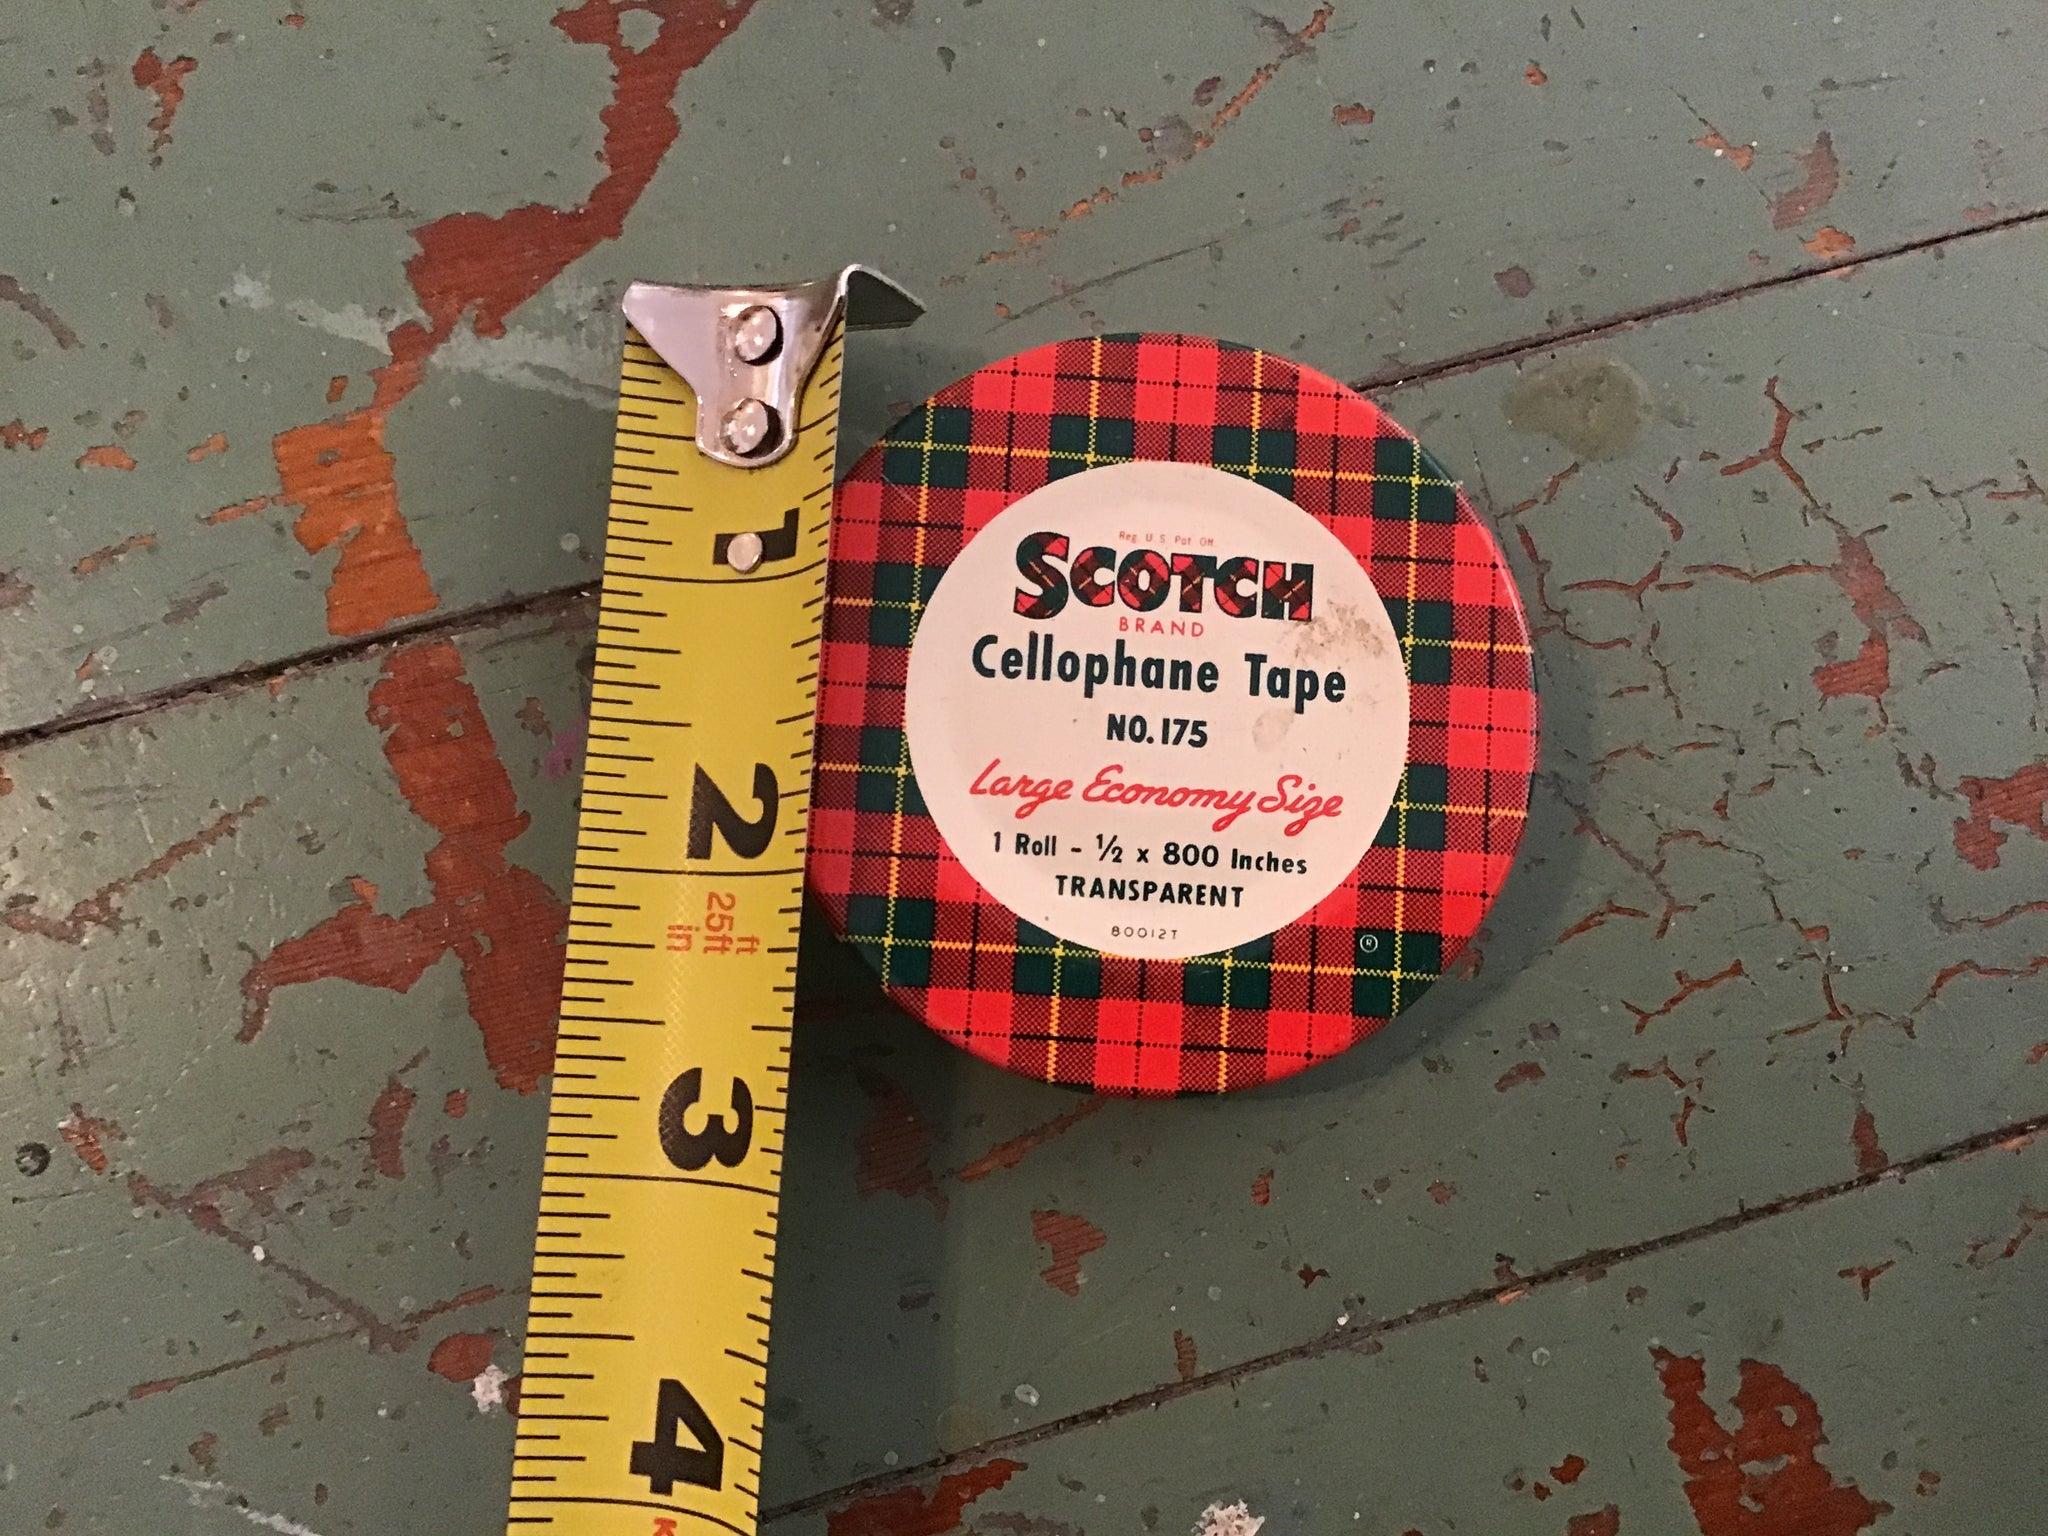 Reg. U.S. Pat. Off.
SCOTCH
BRAND
Cellophane Tape
NO. 175
Large Economy Size
1 Roll - ½ x 800 Inches
TRANSPARENT
80012T
®
1
2
25ft ft
in
3
4